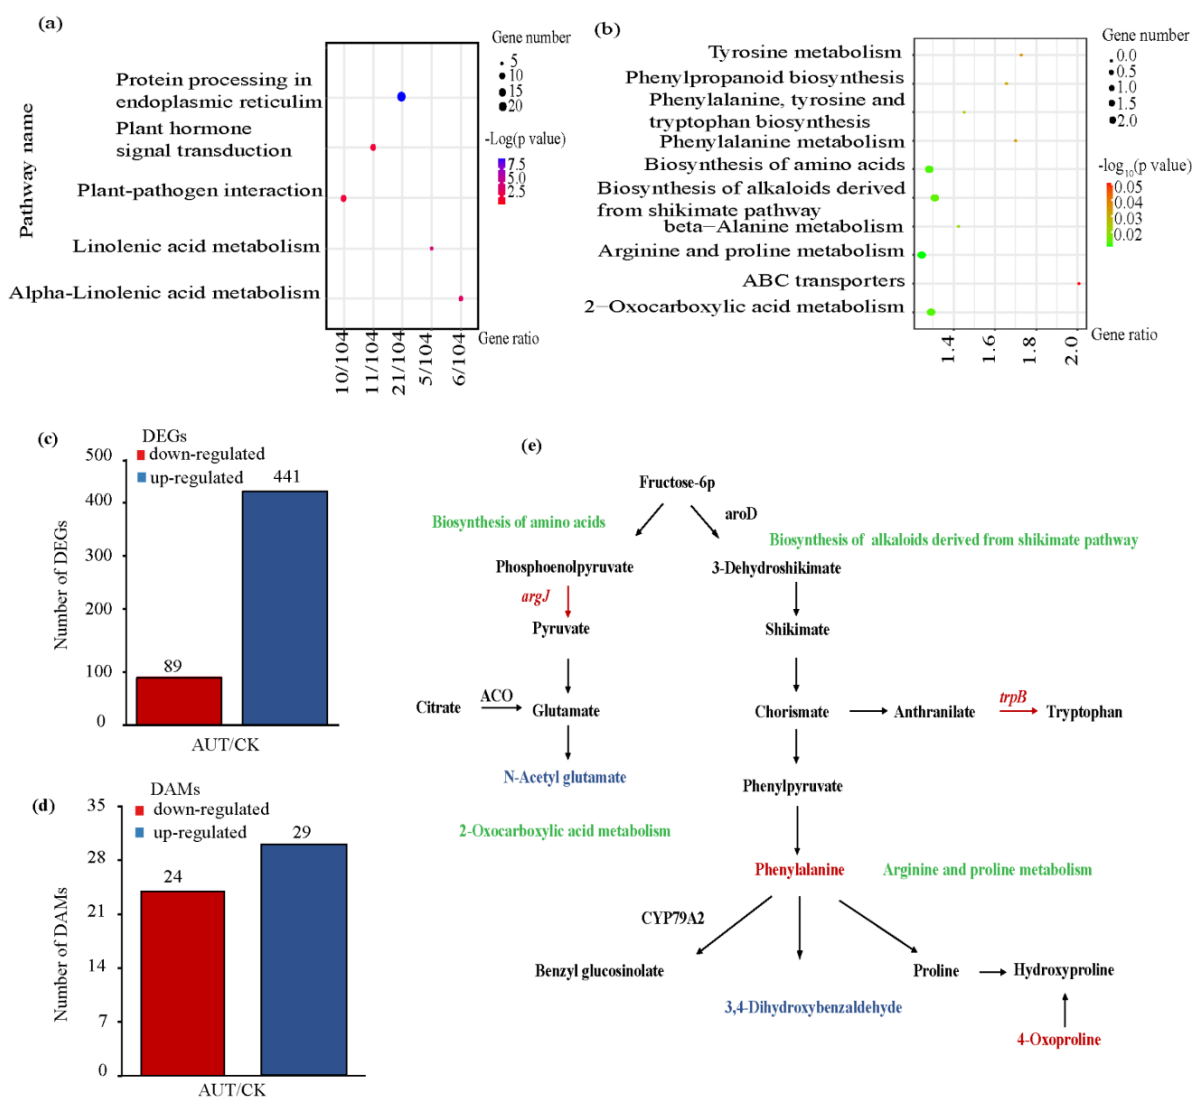 (a)
Gene number
5
10
15
20
Protein processing in
endoplasmic reticulim
Plant hormone
signal transduction
Plant-pathogen interaction
Linolenic acid metabolism
Alpha-Linolenic acid metabolism
Pathway name
-Log(p value)
7.5
5.0
2.5
Gene ratio
10/104
11/104
21/104
5/104
6/104
(b)
Gene number
0.0
0.5
1.0
1.5
2.0
Tyrosine metabolism
Phenylpropanoid biosynthesis
Phenylalanine, tyrosine and
tryptophan biosynthesis
Phenylalanine metabolism
Biosynthesis of amino acids
Biosynthesis of alkaloids derived
from shikimate pathway
beta−Alanine metabolism
Arginine and proline metabolism
ABC transporters
2−Oxocarboxylic acid metabolism
-log10(p value)
0.05
0.04
0.03
0.02
Gene ratio
1.4
1.6
1.8
2.0
(c)
DEGs
down-regulated
up-regulated
500
400
300
200
100
0
Number of DEGs
89
441
AUT/CK
(d)
DAMs
down-regulated
up-regulated
35
28
21
14
7
0
Number of DAMs
24
29
AUT/CK
(e)
Fructose-6p
aroD
Biosynthesis of amino acids
Biosynthesis of alkaloids derived from shikimate pathway
Phosphoenolpyruvate
3-Dehydroshikimate
argJ
Pyruvate
Shikimate
Citrate
ACO
Glutamate
Chorismate
Anthranilate
trpB
Tryptophan
N-Acetyl glutamate
Phenylpyruvate
2-Oxocarboxylic acid metabolism
Phenylalanine
Arginine and proline metabolism
CYP79A2
Benzyl glucosinolate
Proline
Hydroxyproline
3,4-Dihydroxybenzaldehyde
4-Oxoproline